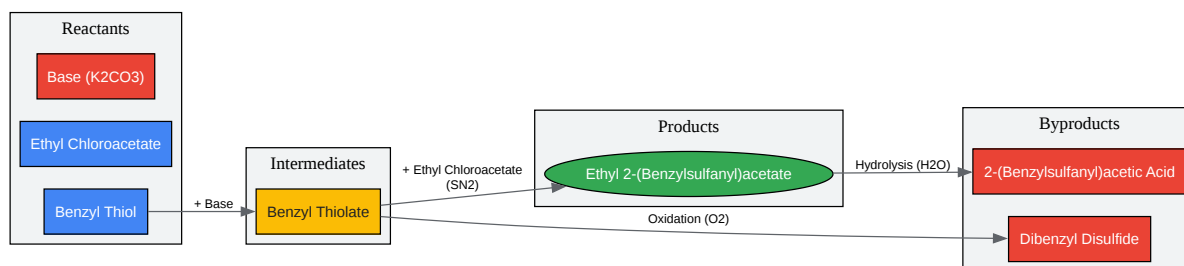 Reactants
Base (K2CO3)
Ethyl Chloroacetate
Benzyl Thiol
+ Base
Intermediates
Benzyl Thiolate
+ Ethyl Chloroacetate
(SN2)
Products
Ethyl 2-(Benzylsulfanyl)acetate
Oxidation (O2)
Hydrolysis (H2O)
Byproducts
2-(Benzylsulfanyl)acetic Acid
Dibenzyl Disulfide